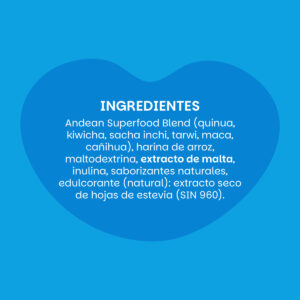 INGREDIENTES
Andean Superfood Blend (quinua,
kiwicha, sacha inchi, tarwi, maca,
cañihua), harina de arroz,
maltodextrina, extracto de malta,
inulina, saborizantes naturales,
edulcorante (natural): extracto seco
de hojas de estevia (SIN 960).